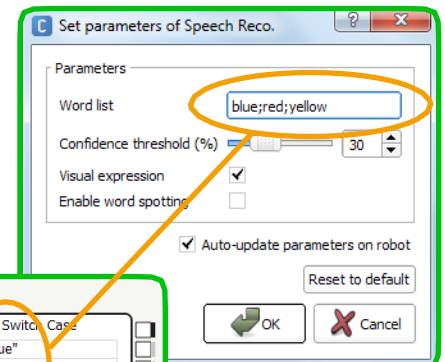 C Set parameters of Speech Reco. ? X
Parameters
Word list blue;red;yellow
Confidence threshold (%) 30
Visual expression
Enable word spotting
Auto-update parameters on robot
Reset to default
OK Cancel
Switch Case
ue"